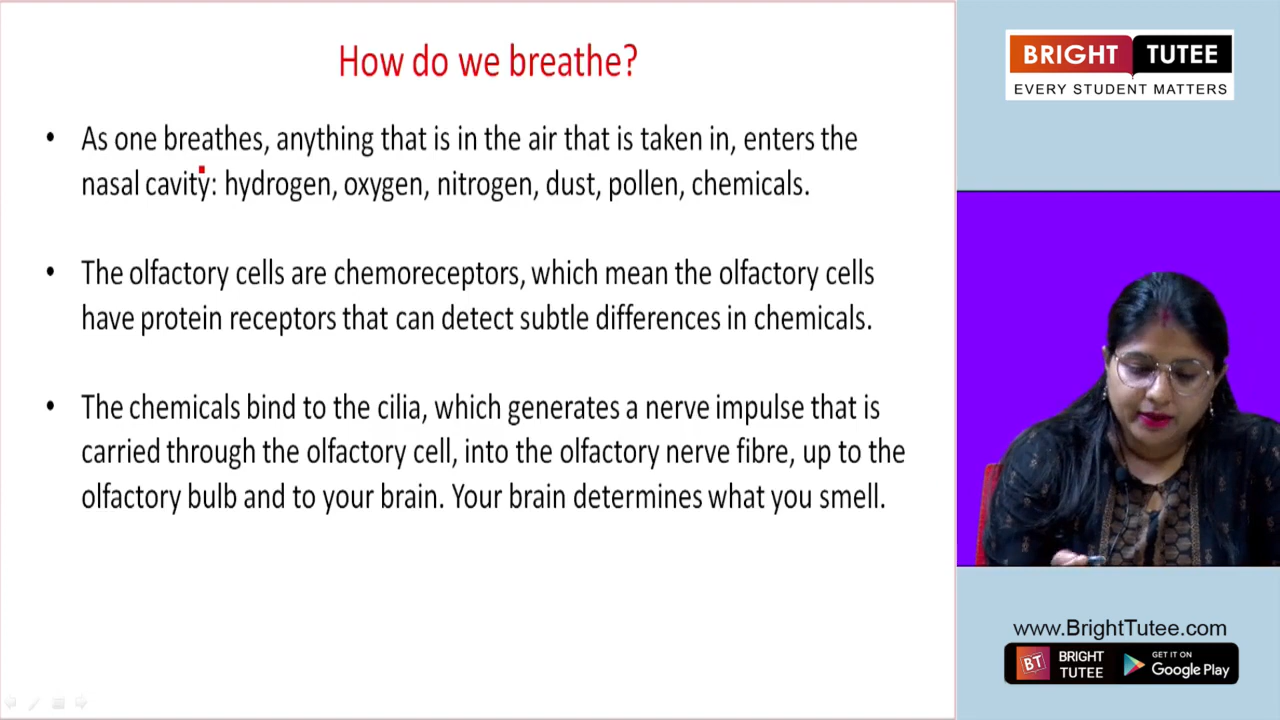 How do we breathe?
• As one breathes, anything that is in the air that is taken in, enters the
nasal cavity: hydrogen, oxygen, nitrogen, dust, pollen, chemicals.
• The olfactory cells are chemoreceptors, which mean the olfactory cells
have protein receptors that can detect subtle differences in chemicals.
• The chemicals bind to the cilia, which generates a nerve impulse that is
carried through the olfactory cell, into the olfactory nerve fibre, up to the
olfactory bulb and to your brain. Your brain determines what you smell.
BRIGHT TUTEE
EVERY STUDENT MATTERS
www.BrightTutee.com
BT BRIGHT TUTEE
GET IT ON
Google Play